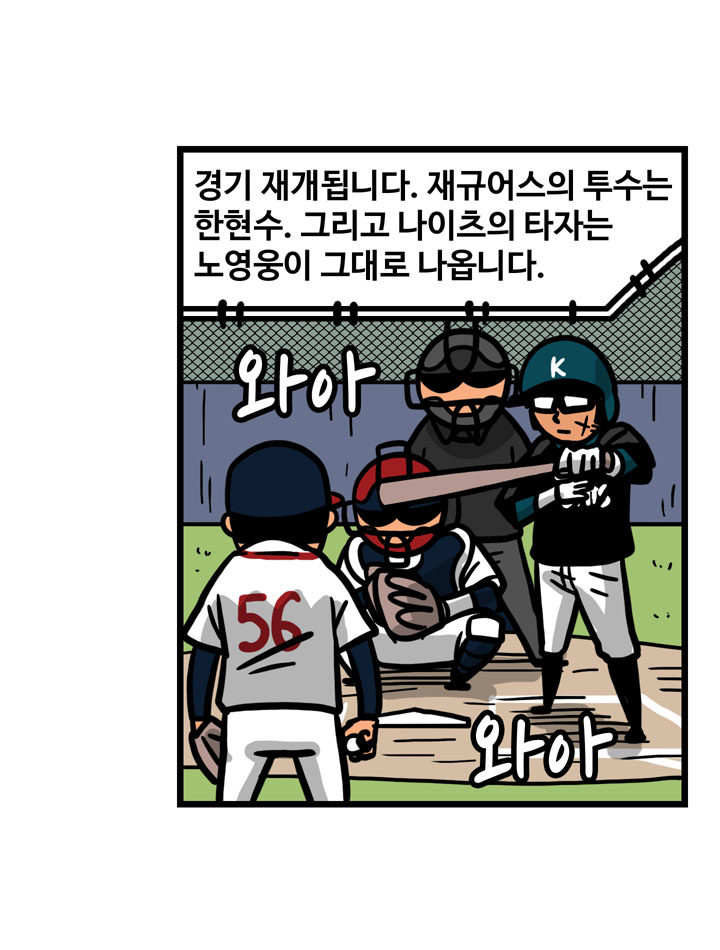 경기 재개됩니다. 재규어스의 투수는
한현수. 그리고 나이츠의 타자는
노영웅이 그대로 나옵니다.
와아
K
56
와아